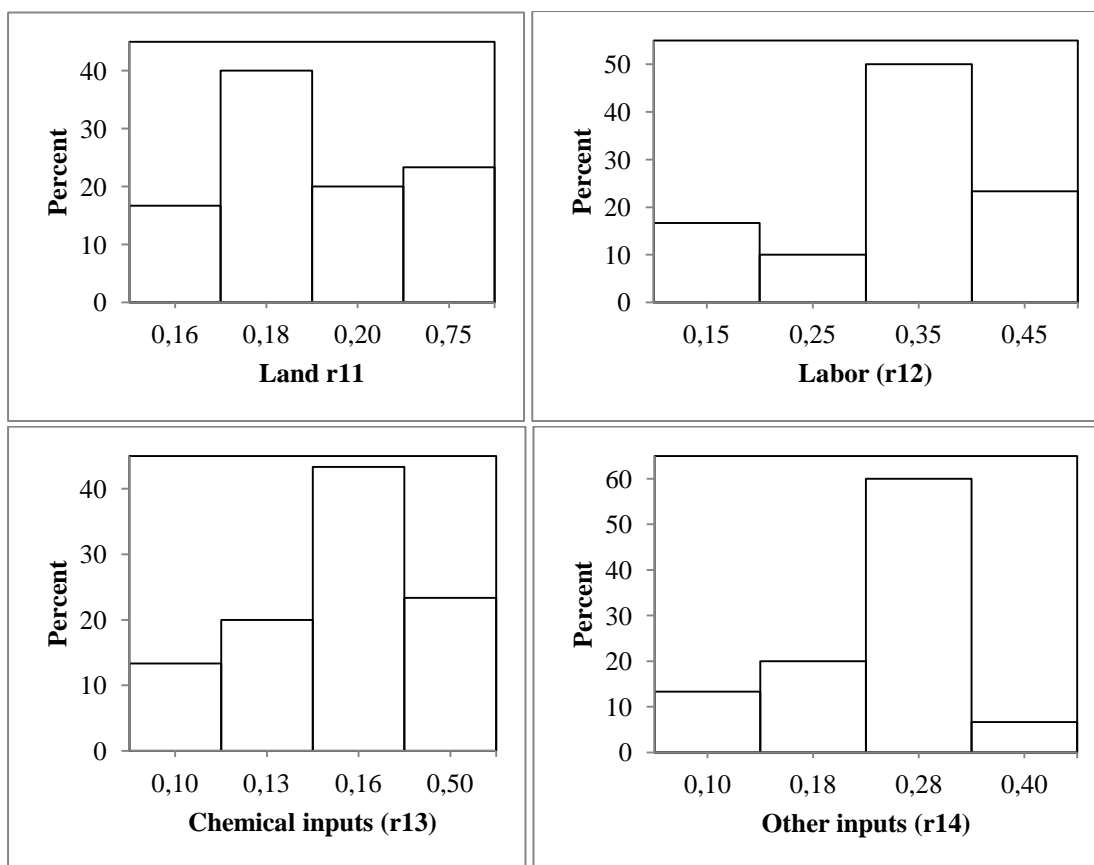 Percent
40
30
20
10
0
0,16 0,18 0,20 0,75
Land r11
Percent
50
40
30
20
10
0
0,15 0,25 0,35 0,45
Labor (r12)
Percent
40
30
20
10
0
0,10 0,13 0,16 0,50
Chemical inputs (r13)
Percent
60
50
40
30
20
10
0
0,10 0,18 0,28 0,40
Other inputs (r14)